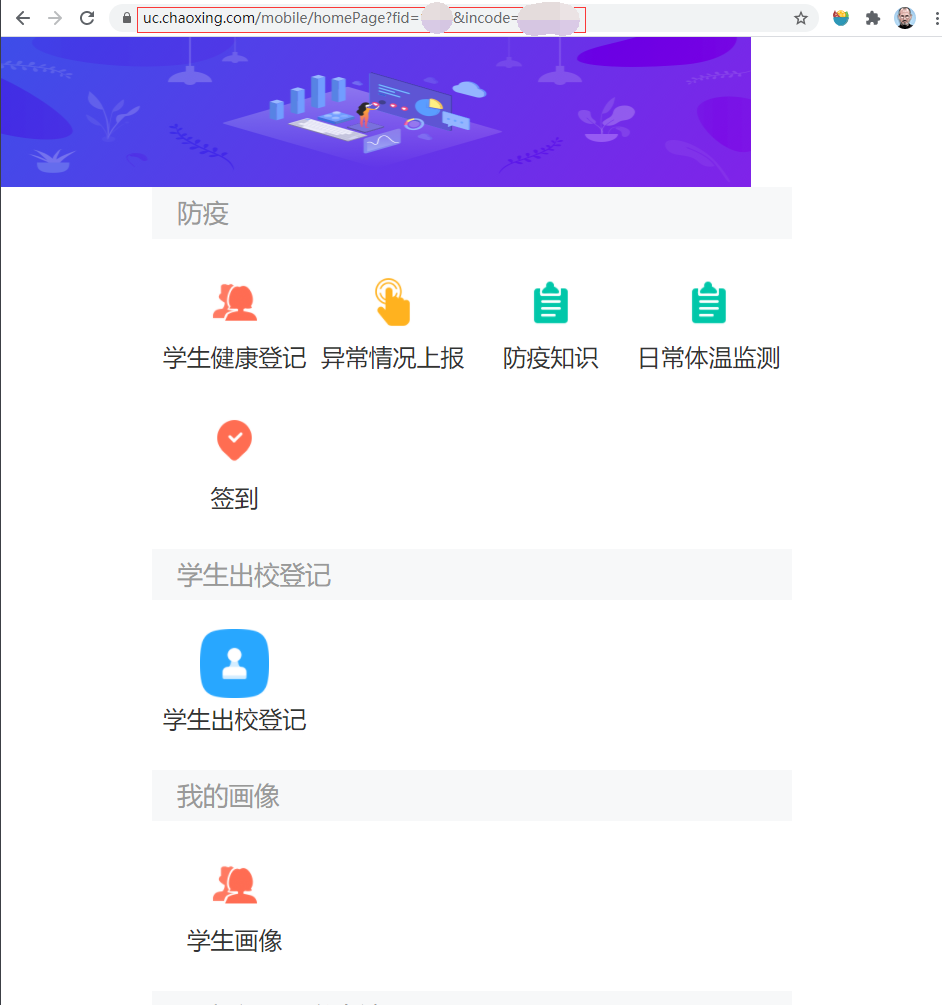 uc.chaoxing.com/mobile/homePage?fid= &incode=
防疫
学生健康登记 异常情况上报 防疫知识 日常体温监测
签到
学生出校登记
学生出校登记
我的画像
学生画像